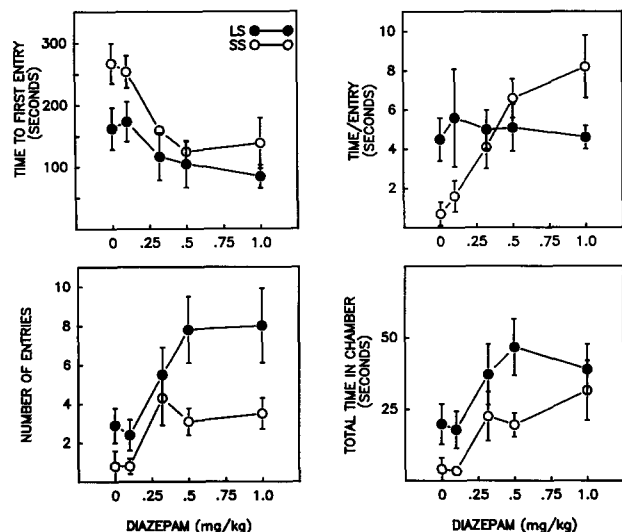 TIME TO FIRST ENTRY
(SECONDS)
300
200
100
LS
SS
0 .25 .5 .75 1.0
TIME/ENTRY
(SECONDS)
10
8
6
4
2
0 .25 .5 .75 1.0
NUMBER OF ENTRIES
10
8
6
4
2
0 .25 .5 .75 1.0
DIAZEPAM (mg/kg)
TOTAL TIME IN CHAMBER
(SECONDS)
50
25
0 .25 .5 .75 1.0
DIAZEPAM (mg/kg)